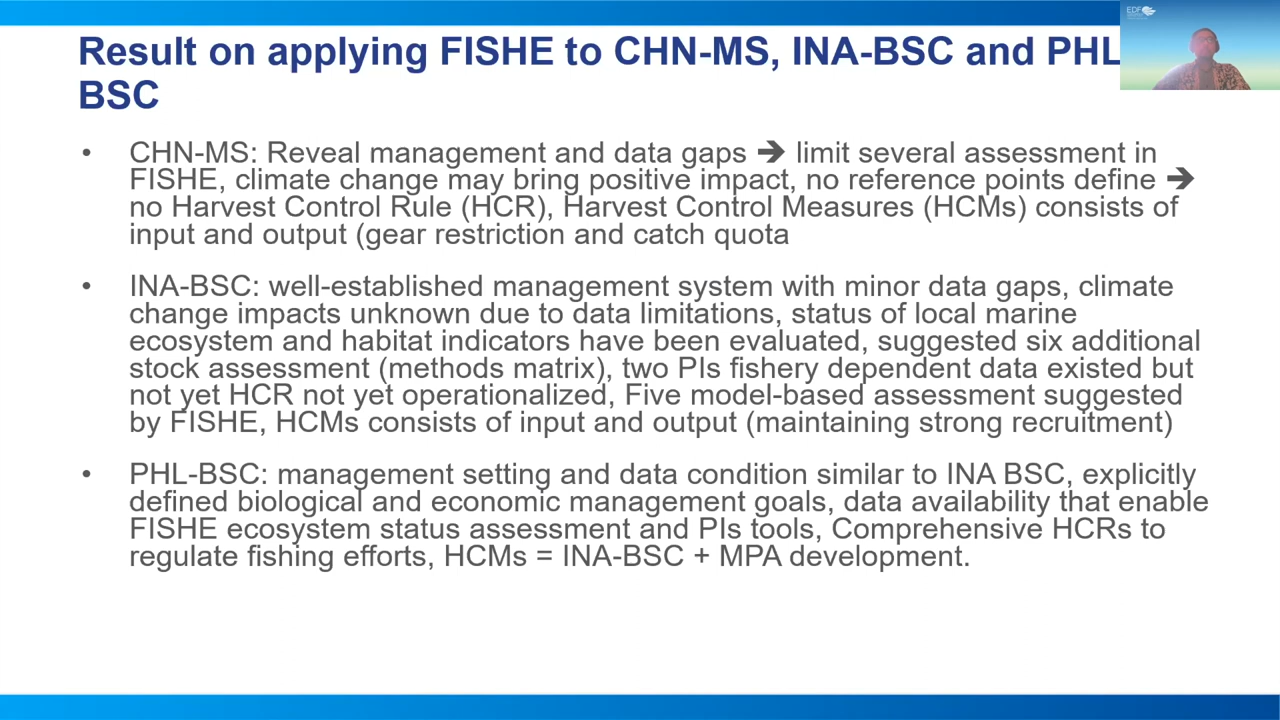 Result on applying FISHE to CHN-MS, INA-BSC and PHL
BSC
EDF
• CHN-MS: Reveal management and data gaps ➔ limit several assessment in
FISHE, climate change may bring positive impact, no reference points define ➔
no Harvest Control Rule (HCR), Harvest Control Measures (HCMs) consists of
input and output (gear restriction and catch quota
• INA-BSC: well-established management system with minor data gaps, climate
change impacts unknown due to data limitations, status of local marine
ecosystem and habitat indicators have been evaluated, suggested six additional
stock assessment (methods matrix), two PIs fishery dependent data existed but
not yet HCR not yet operationalized, Five model-based assessment suggested
by FISHE, HCMs consists of input and output (maintaining strong recruitment)
• PHL-BSC: management setting and data condition similar to INA BSC, explicitly
defined biological and economic management goals, data availability that enable
FISHE ecosystem status assessment and PIs tools, Comprehensive HCRs to
regulate fishing efforts, HCMs = INA-BSC + MPA development.